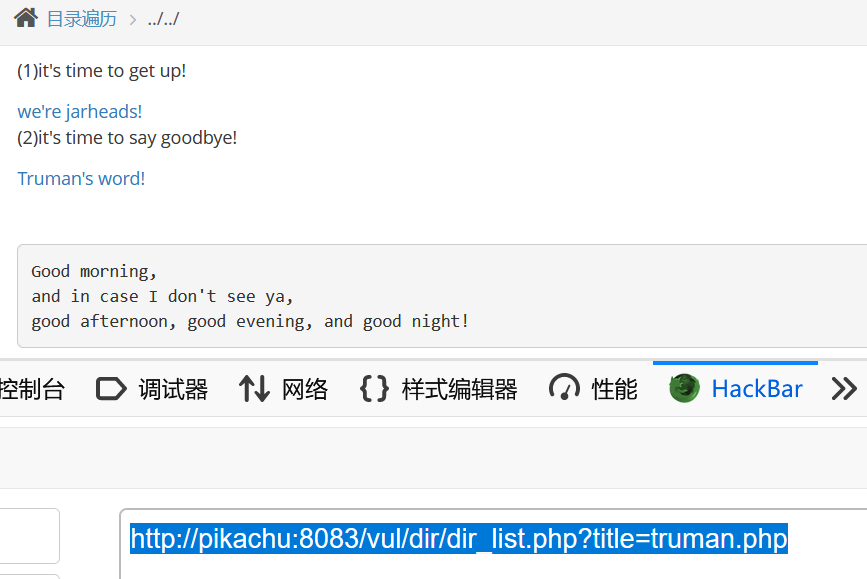 目录遍历 > ../../
(1)it's time to get up!
we're jarheads!
(2)it's time to say goodbye!
Truman's word!
Good morning,
and in case I don't see ya,
good afternoon, good evening, and good night!
控制台 调试器 网络 {} 样式编辑器 性能 HackBar >>
http://pikachu:8083/vul/dir/dir_list.php?title=truman.php